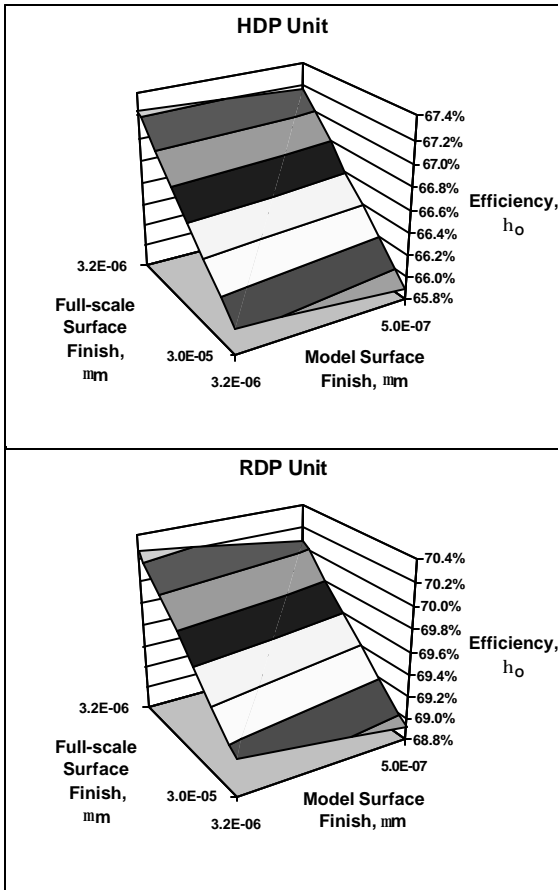 HDP Unit
67.4%
67.2%
67.0%
66.8%
66.6%
66.4%
66.2%
66.0%
65.8%
Efficiency,
ho
3.2E-06
Full-scale
Surface
Finish,
mm
3.0E-05
3.2E-06
5.0E-07
Model Surface
Finish, mm
RDP Unit
70.4%
70.2%
70.0%
69.8%
69.6%
69.4%
69.2%
69.0%
68.8%
Efficiency,
ho
3.2E-06
Full-scale
Surface
Finish,
mm
3.0E-05
3.2E-06
5.0E-07
Model Surface
Finish, mm